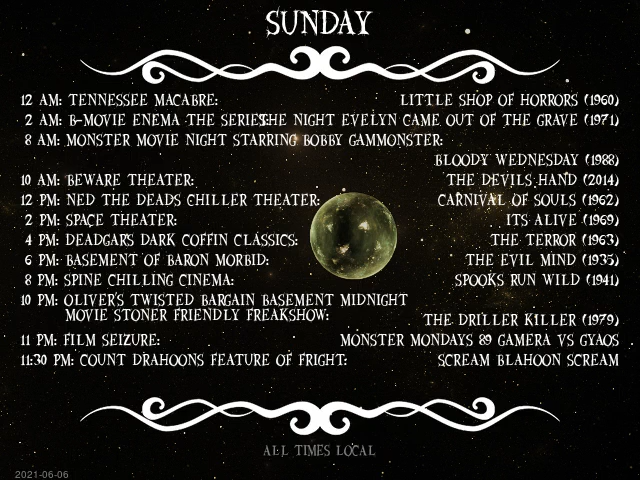 SUNDAY
12 AM: TENNESSEE MACABRE: LITTLE SHOP OF HORRORS (1960)
2 AM: B-MOVIE ENEMA THE SERIES: THE NIGHT EVELYN CAME OUT OF THE GRAVE (1971)
8 AM: MONSTER MOVIE NIGHT STARRING BOBBY GAMMONSTER:
BLOODY WEDNESDAY (1988)
10 AM: BEWARE THEATER: THE DEVILS HAND (2014)
12 PM: NED THE DEADS CHILLER THEATER: CARNIVAL OF SOULS (1962)
2 PM: SPACE THEATER: ITS ALIVE (1969)
4 PM: DEADGAR'S DARK COFFIN CLASSICS: THE TERROR (1963)
6 PM: BASEMENT OF BARON MORBID: THE EVIL MIND (1935)
8 PM: SPINE CHILLING CINEMA: SPOOKS RUN WILD (1941)
10 PM: OLIVER'S TWISTED BARGAIN BASEMENT MIDNIGHT
MOVIE STONER FRIENDLY FREAKSHOW:
THE DRILLER KILLER (1979)
11 PM: FILM SEIZURE: MONSTER MONDAYS 89 GAMERA VS GYAOS
11:30 PM: COUNT DRAHOONS FEATURE OF FRIGHT: SCREAM BLAHOON SCREAM
ALL TIMES LOCAL
2021-06-06